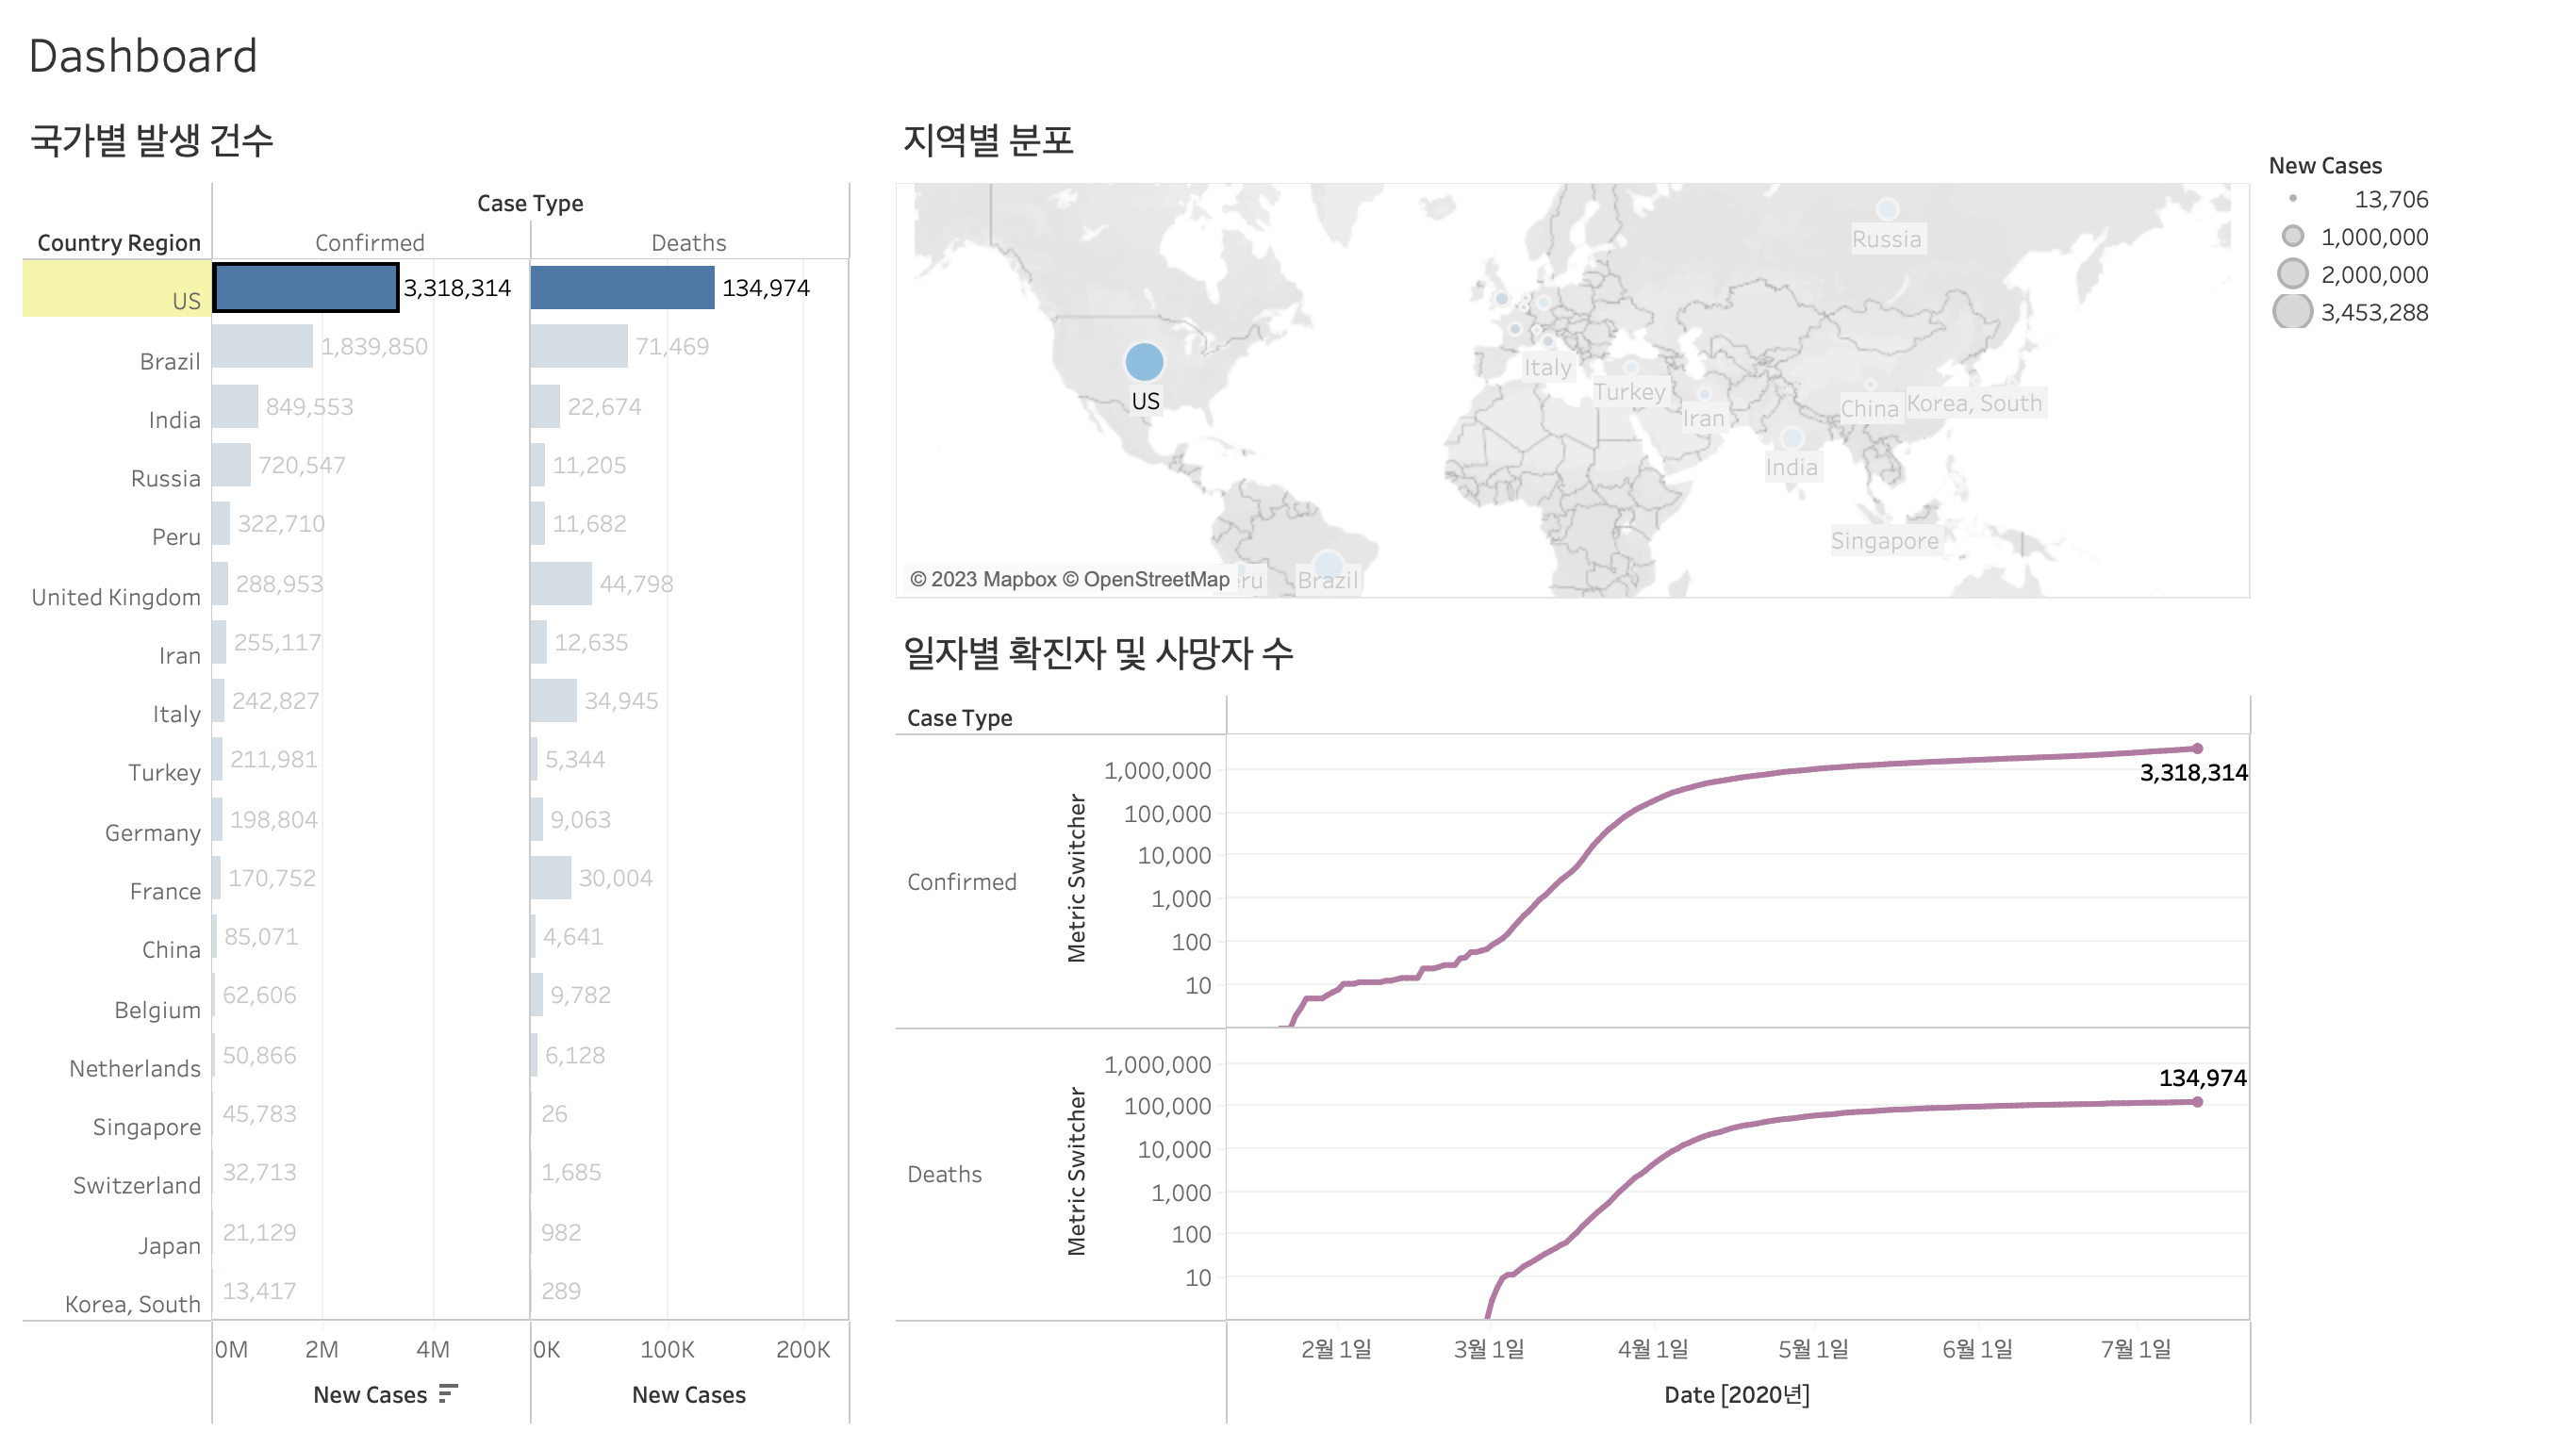 Dashboard
국가별 발생 건수
Case Type
Country Region Confirmed Deaths
US 3,318,314 134,974
Brazil 1,839,850 71,469
India 849,553 22,674
Russia 720,547 11,205
Peru 322,710 11,682
United Kingdom 288,953 44,798
Iran 255,117 12,635
Italy 242,827 34,945
Turkey 211,981 5,344
Germany 198,804 9,063
France 170,752 30,004
China 85,071 4,641
Belgium 62,606 9,782
Netherlands 50,866 6,128
Singapore 45,783 26
Switzerland 32,713 1,685
Japan 21,129 982
Korea, South 13,417 289
0M 2M 4M 0K 100K 200K
New Cases New Cases
지역별 분포
Russia
Italy
Turkey
US
Iran
China
Korea, South
India
Singapore
Brazil
© 2023 Mapbox © OpenStreetMap
New Cases
13,706
1,000,000
2,000,000
3,453,288
일자별 확진자 및 사망자 수
Case Type
Confirmed
Metric Switcher
1,000,000
100,000
10,000
1,000
100
10
3,318,314
Deaths
Metric Switcher
1,000,000
100,000
10,000
1,000
100
10
134,974
2월 1일 3월 1일 4월 1일 5월 1일 6월 1일 7월 1일
Date [2020년]